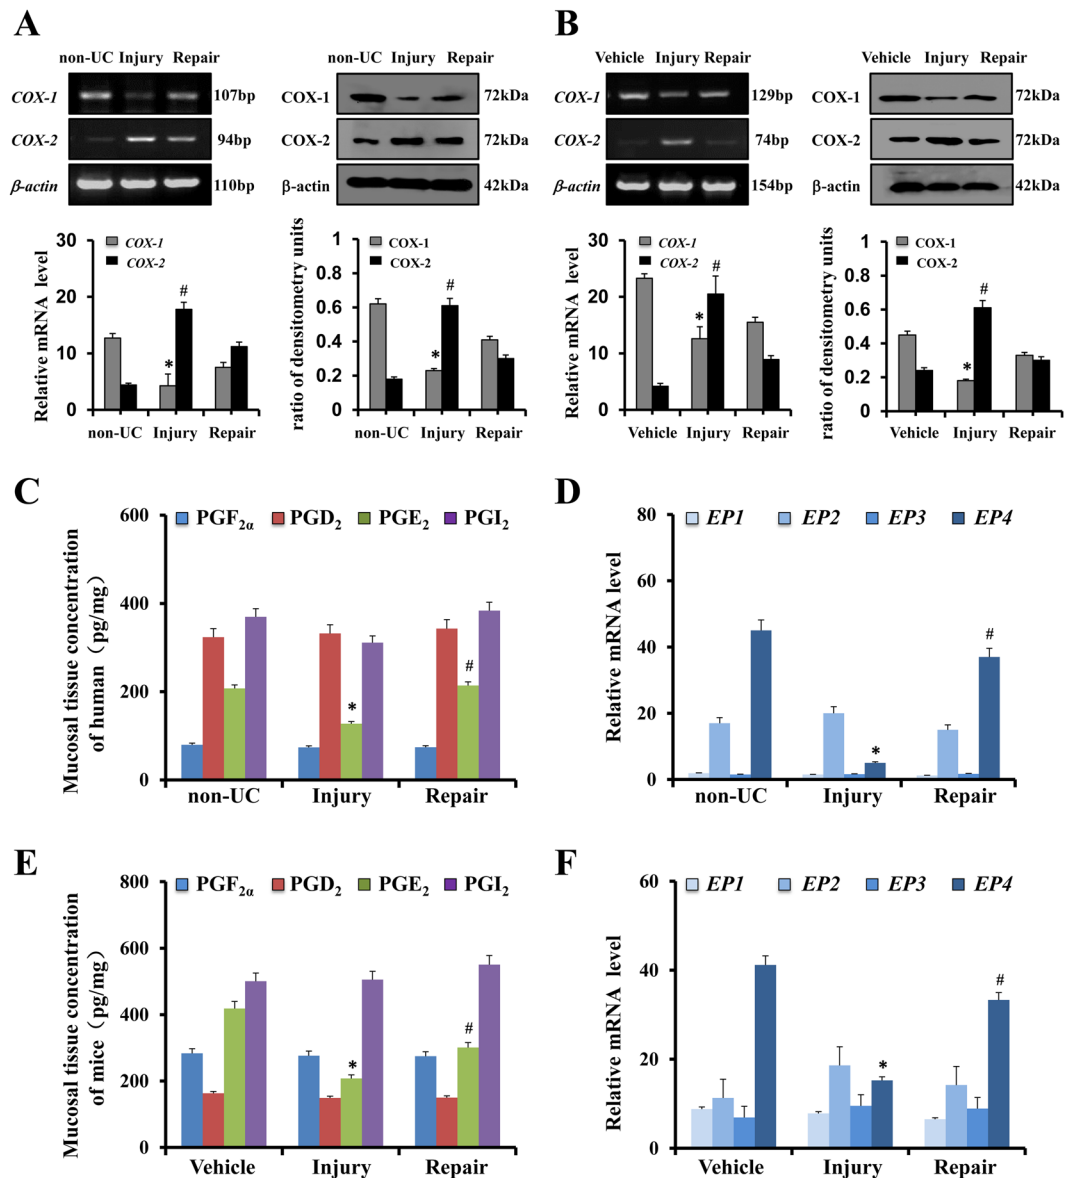 A
non-UC Injury Repair
COX-1 107bp
COX-2 94bp
β-actin 110bp
non-UC Injury Repair
COX-1 72kDa
COX-2 72kDa
β-actin 42kDa
Relative mRNA level
30
20
10
0
COX-1
COX-2
*
#
non-UC Injury Repair
ratio of densitometry units
1
0.8
0.6
0.4
0.2
0
COX-1
COX-2
*
#
non-UC Injury Repair
B
Vehicle Injury Repair
COX-1 129bp
COX-2 74bp
β-actin 154bp
Vehicle Injury Repair
COX-1 72kDa
COX-2 72kDa
β-actin 42kDa
Relative mRNA level
30
20
10
0
COX-1
COX-2
*
#
Vehicle Injury Repair
ratio of densitometry units
1
0.8
0.6
0.4
0.2
0
COX-1
COX-2
*
#
Vehicle Injury Repair
C
Mucosal tissue concentration
of human（pg/mg）
600
400
200
0
PGF2α PGD2 PGE2 PGI2
*
#
non-UC Injury Repair
D
Relative mRNA level
80
60
40
20
0
EP1 EP2 EP3 EP4
*
#
non-UC Injury Repair
E
Mucosal tissue concentration
of mice（pg/mg）
800
600
400
200
0
PGF2α PGD2 PGE2 PGI2
*
#
Vehicle Injury Repair
F
Relative mRNA level
60
40
20
0
EP1 EP2 EP3 EP4
*
#
Vehicle Injury Repair